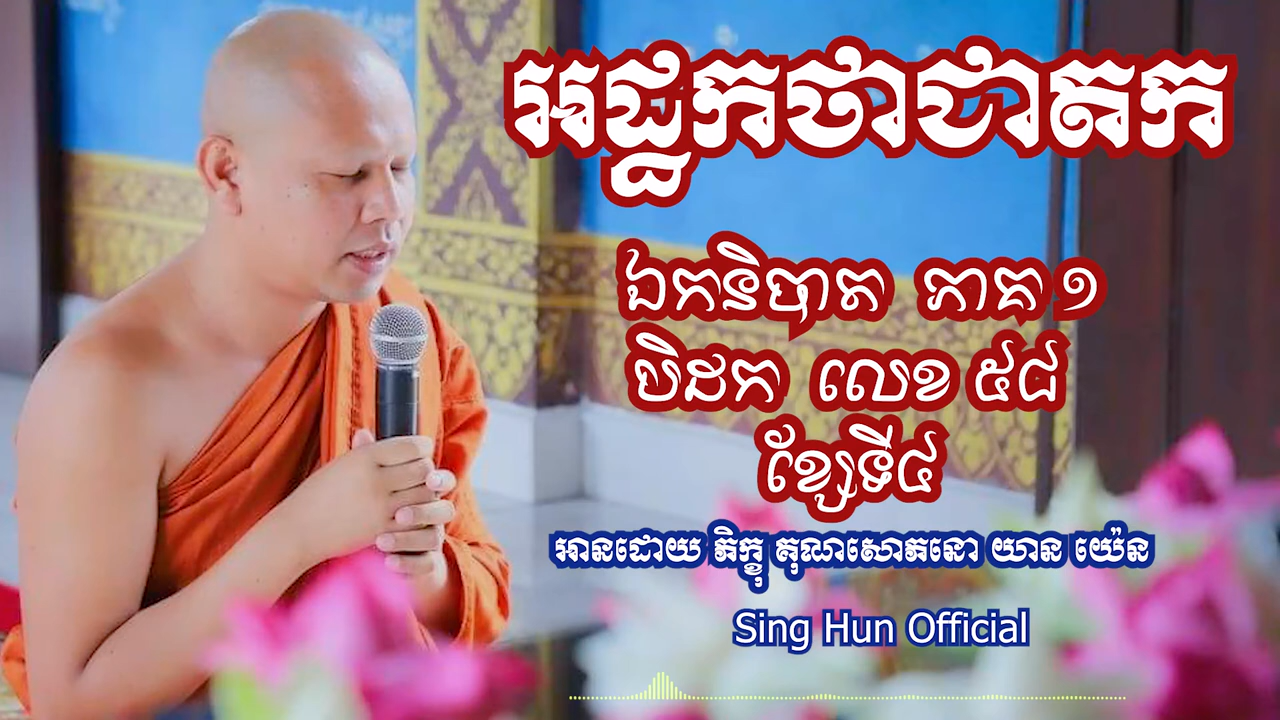 អដ្ឋកថាជាតក
ឯកនិបាត ភាគ ១
បិដក លេខ ៥៨
ខ្សែទី៤
អានដោយ ភិក្ខុ គុណសោភនោ ឃាន ឃេ៉ន
Sing Hun Official